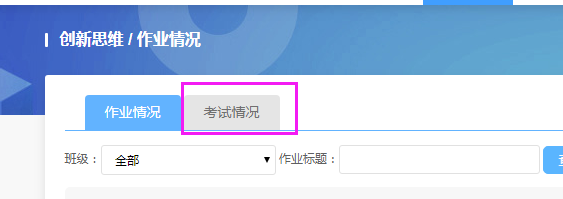 创新思维 / 作业情况
作业情况 考试情况
班级： 全部 作业标题：